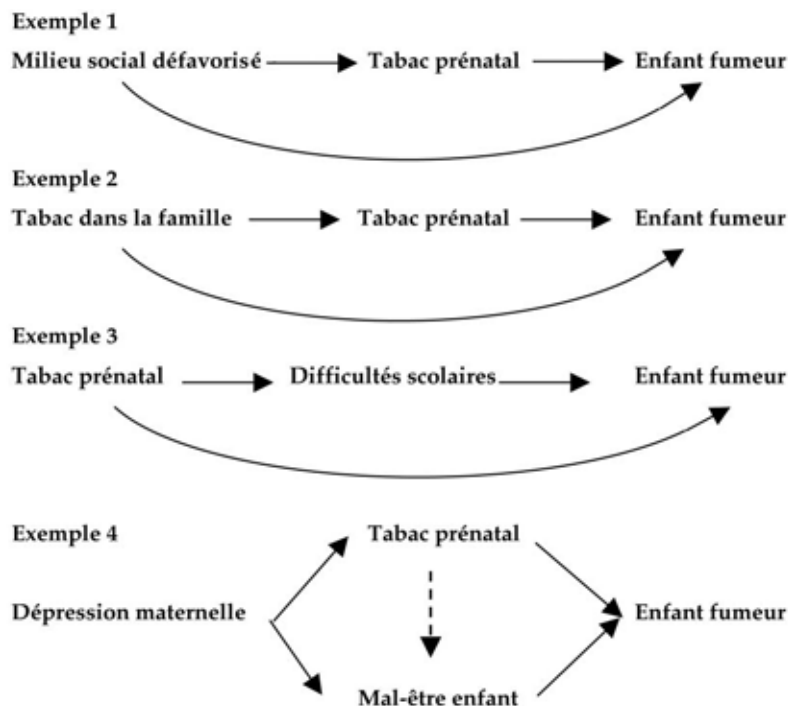 Exemple 1
Milieu social défavorisé Tabac prénatal Enfant fumeur
Exemple 2
Tabac dans la famille Tabac prénatal Enfant fumeur
Exemple 3
Tabac prénatal Difficultés scolaires Enfant fumeur
Exemple 4 Tabac prénatal
Dépression maternelle Enfant fumeur
Mal-être enfant